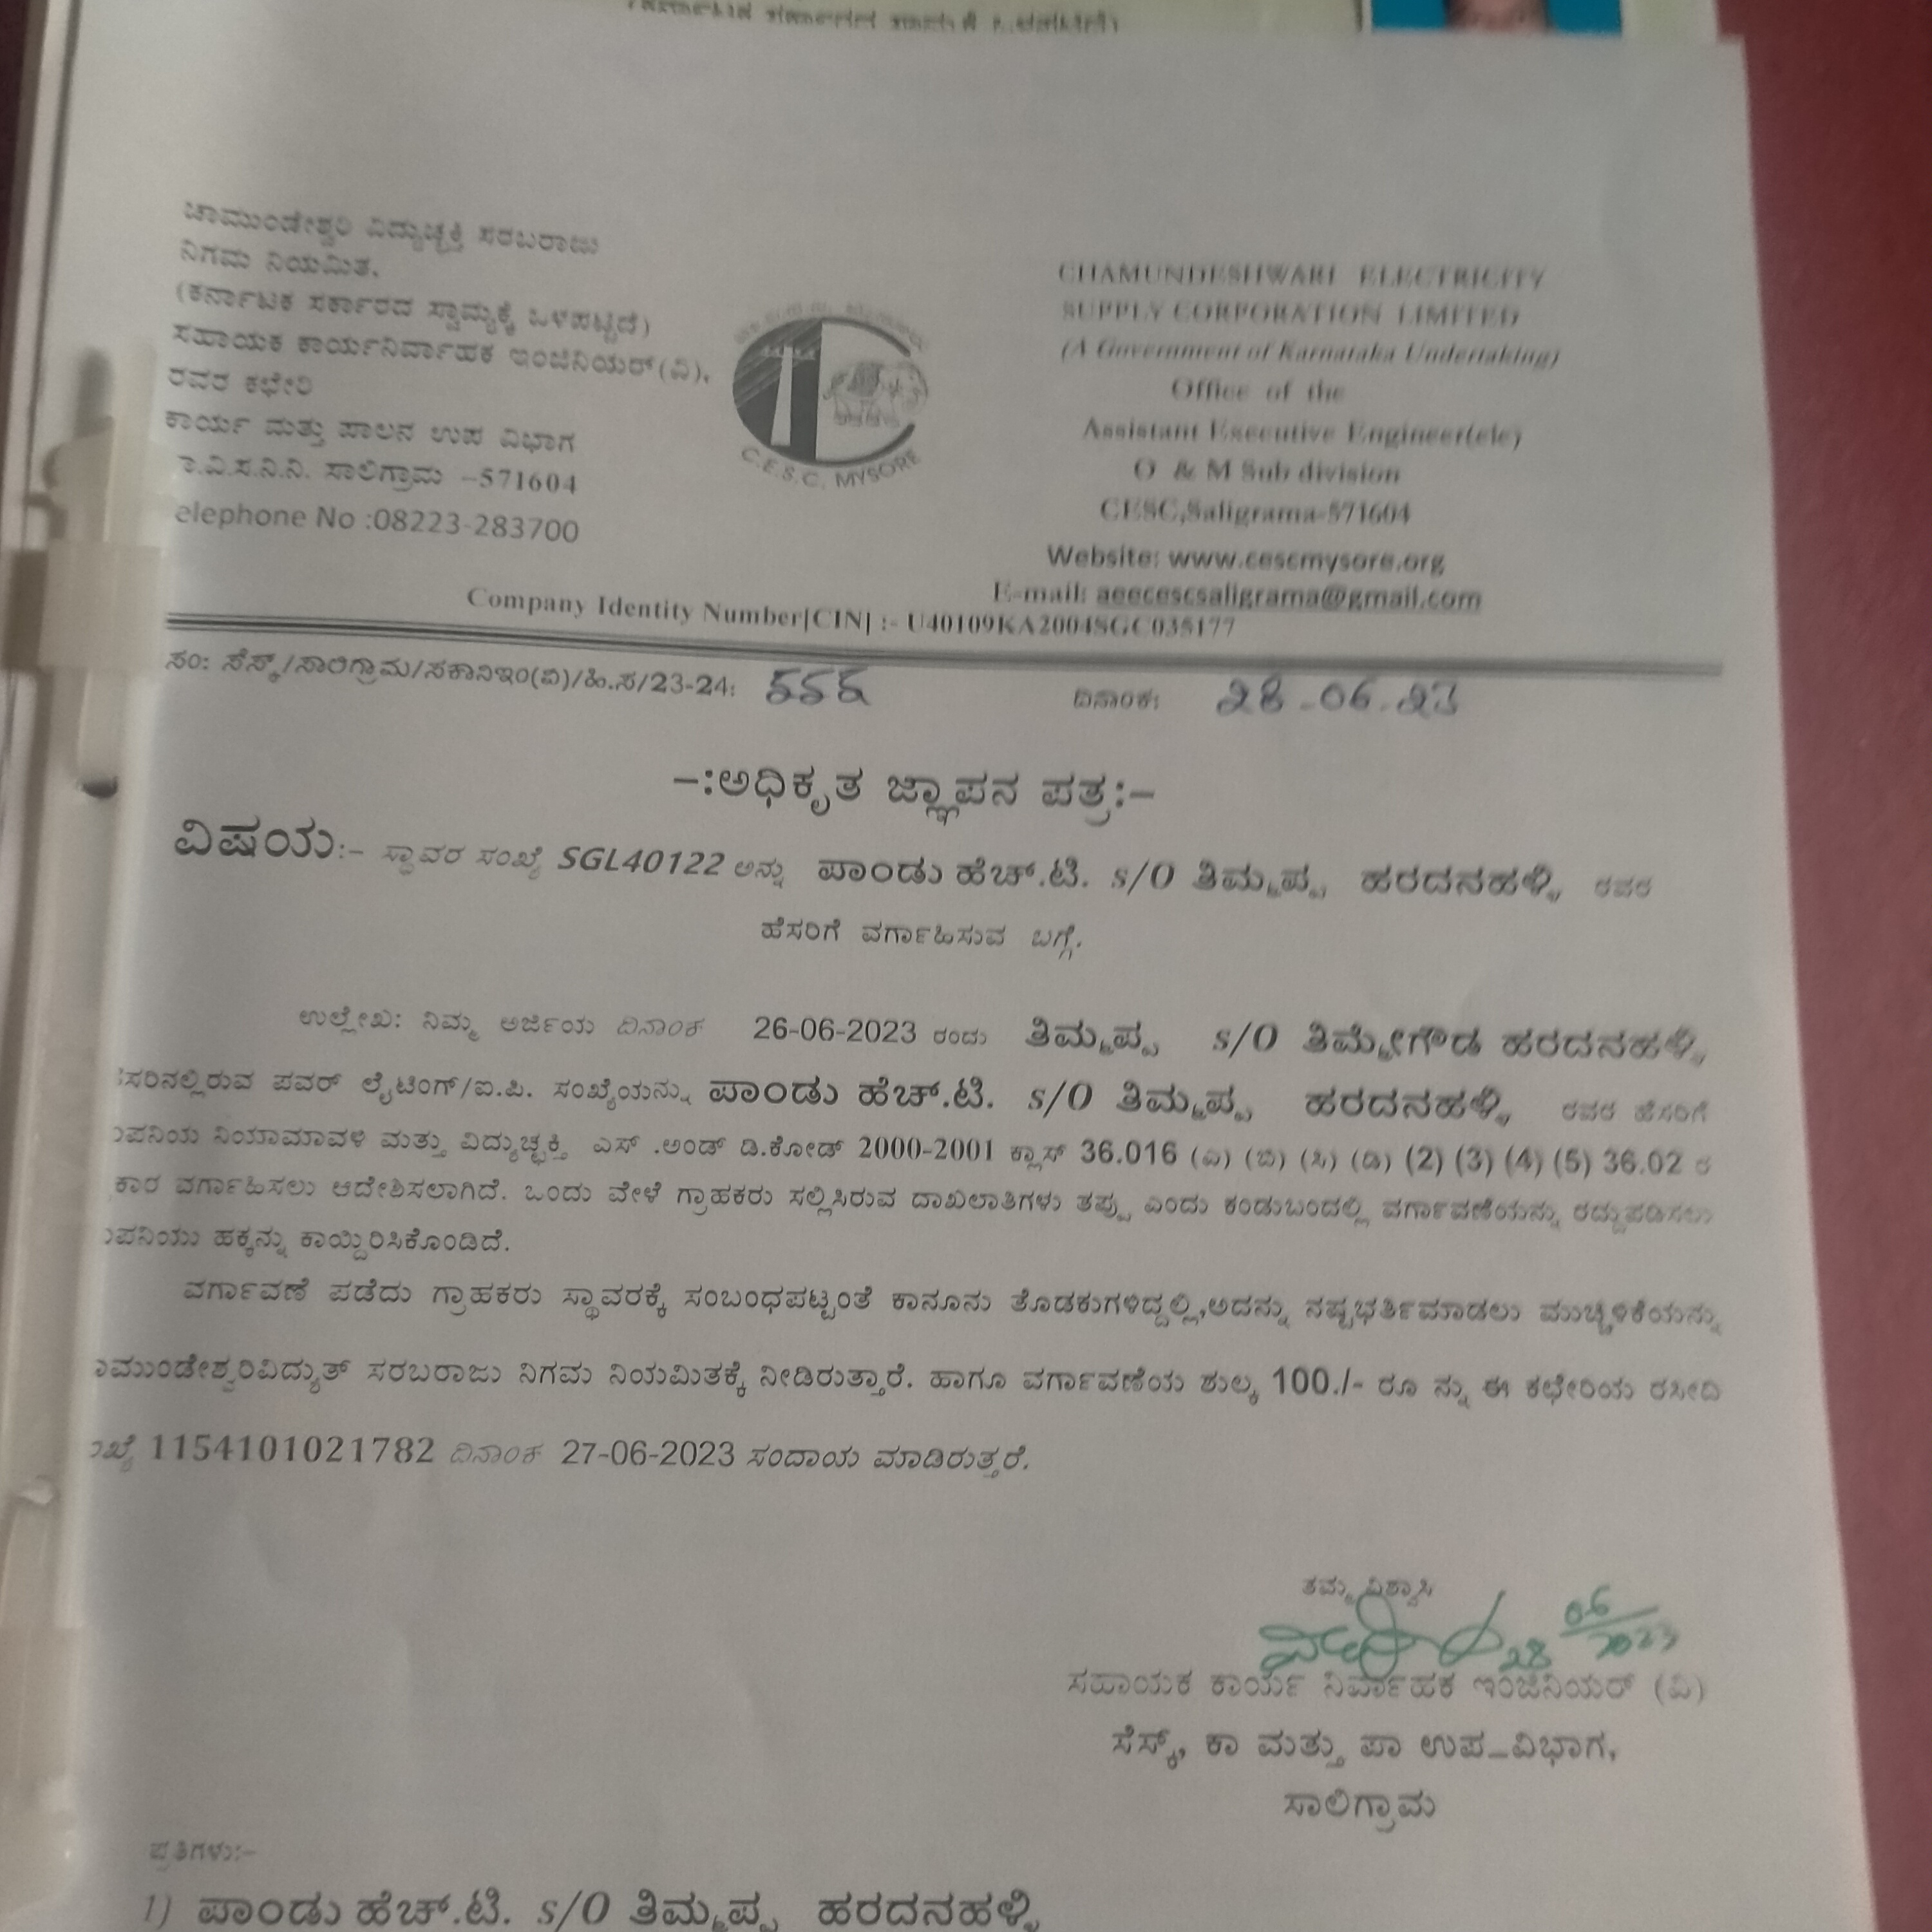 ಚಾಮುಂಡೇಶ್ವರಿ ವಿದ್ಯುಚ್ಛಕ್ತಿ ಸರಬರಾಜು
ನಿಗಮ ನಿಯಮಿತ.
(ಕರ್ನಾಟಕ ಸರ್ಕಾರದ ಸ್ವಾಮ್ಯಕ್ಕೆ ಒಳಪಟ್ಟಿದೆ)
ಸಹಾಯಕ ಕಾರ್ಯನಿರ್ವಾಹಕ ಇಂಜಿನಿಯರ್(ವಿ),
ರವರ ಕಛೇರಿ
ಕಾರ್ಯ ಮತ್ತು ಪಾಲನ ಉಪ ವಿಭಾಗ
ಾ.ವಿ.ಸ.ನಿ.ನಿ. ಸಾಲಿಗ್ರಾಮ -571604
elephone No :08223-283700
C.E.S.C. MYSORE
CHAMUNDESHWARI ELECTRICITY
SUPPLY CORPORATION LIMITED
(A Government of Karnataka Undertaking)
Office of the
Assistant Executive Engineer(ele)
O & M Sub division
CESC,Saligrama-571604
Website: www.cescmysore.org
E-mail: aeecescsaligrama@gmail.com
Company Identity Number[CIN] :- U40109KA2004SGC035177
ಸಂ: ಸೆಸ್ಕ್/ಸಾಲಿಗ್ರಾಮ/ಸಕಾನಿಇಂ(ವಿ)/ಹಿ.ಸ/23-24: ದಿನಾಂಕ: 28-06-23
-:ಅಧಿಕೃತ ಜ್ಞಾಪನ ಪತ್ರ:-
ವಿಷಯ:- ಸ್ಥಾವರ ಸಂಖ್ಯೆ SGL40122 ಅನ್ನು ಪಾಂಡು ಹೆಚ್.ಟಿ. s/O ತಿಮ್ಮಪ್ಪ ಹರದನಹಳ್ಳಿ ರವರ
ಹೆಸರಿಗೆ ವರ್ಗಾಹಿಸುವ ಬಗ್ಗೆ.
ಉಲ್ಲೇಖ: ನಿಮ್ಮ ಅರ್ಜಿಯ ದಿನಾಂಕ 26-06-2023 ರಂದು ತಿಮ್ಮಪ್ಪ s/O ತಿಮ್ಮೇಗೌಡ ಹರದನಹಳ್ಳಿ
ಸರಿನಲ್ಲಿರುವ ಪವರ್ ಲೈಟಿಂಗ್/ಐ.ಪಿ. ಸಂಖ್ಯೆಯನ್ನು ಪಾಂಡು ಹೆಚ್.ಟಿ. s/O ತಿಮ್ಮಪ್ಪ ಹರದನಹಳ್ಳಿ ರವರ ಹೆಸರಿಗೆ
ಪನಿಯ ನಿಯಾಮಾವಳಿ ಮತ್ತು ವಿದ್ಯುಚ್ಛಕ್ತಿ ಎಸ್ .ಅಂಡ್ ಡಿ.ಕೋಡ್ 2000-2001 ಕ್ಲಾಸ್ 36.016 (ಎ) (ಬಿ) (ಸಿ) (ಡಿ) (2) (3) (4) (5) 36.02 ರ
ಕಾರ ವರ್ಗಾಹಿಸಲು ಆದೇಶಿಸಲಾಗಿದೆ. ಒಂದು ವೇಳೆ ಗ್ರಾಹಕರು ಸಲ್ಲಿಸಿರುವ ದಾಖಲಾತಿಗಳು ತಪ್ಪು ಎಂದು ಕಂಡುಬಂದಲ್ಲಿ ವರ್ಗಾವಣೆಯನ್ನು ರದ್ದುಪಡಿಸಲು
ಪನಿಯು ಹಕ್ಕನ್ನು ಕಾಯ್ದಿರಿಸಿಕೊಂಡಿದೆ.
ವರ್ಗಾವಣೆ ಪಡೆದು ಗ್ರಾಹಕರು ಸ್ಥಾವರಕ್ಕೆ ಸಂಬಂಧಪಟ್ಟಂತೆ ಕಾನೂನು ತೊಡಕುಗಳಿದ್ದಲ್ಲಿ,ಅದನ್ನು ನಷ್ಟಭರ್ತಿಮಾಡಲು ಮುಚ್ಚಳಿಕೆಯನ್ನು
ಾಮುಂಡೇಶ್ವರಿವಿದ್ಯುತ್ ಸರಬರಾಜು ನಿಗಮ ನಿಯಮಿತಕ್ಕೆ ನೀಡಿರುತ್ತಾರೆ. ಹಾಗೂ ವರ್ಗಾವಣೆಯ ಶುಲ್ಕ 100./- ರೂ ನ್ನು ಈ ಕಛೇರಿಯ ರಸೀದಿ
ಖ್ಯೆ 1154101021782 ದಿನಾಂಕ 27-06-2023 ಸಂದಾಯ ಮಾಡಿರುತ್ತರೆ.
ತಮ್ಮ ವಿಶ್ವಾಸಿ
28 06/2023
ಸಹಾಯಕ ಕಾರ್ಯ ನಿರ್ವಾಹಕ ಇಂಜಿನಿಯರ್ (ವಿ)
ಸೆಸ್ಕ್, ಕಾ ಮತ್ತು ಪಾ ಉಪ-ವಿಭಾಗ,
ಸಾಲಿಗ್ರಾಮ
ಪ್ರತಿಗಳು:-
1) ಪಾಂಡು ಹೆಚ್.ಟಿ. s/O ತಿಮ್ಮಪ್ಪ ಹರದನಹಳ್ಳಿ